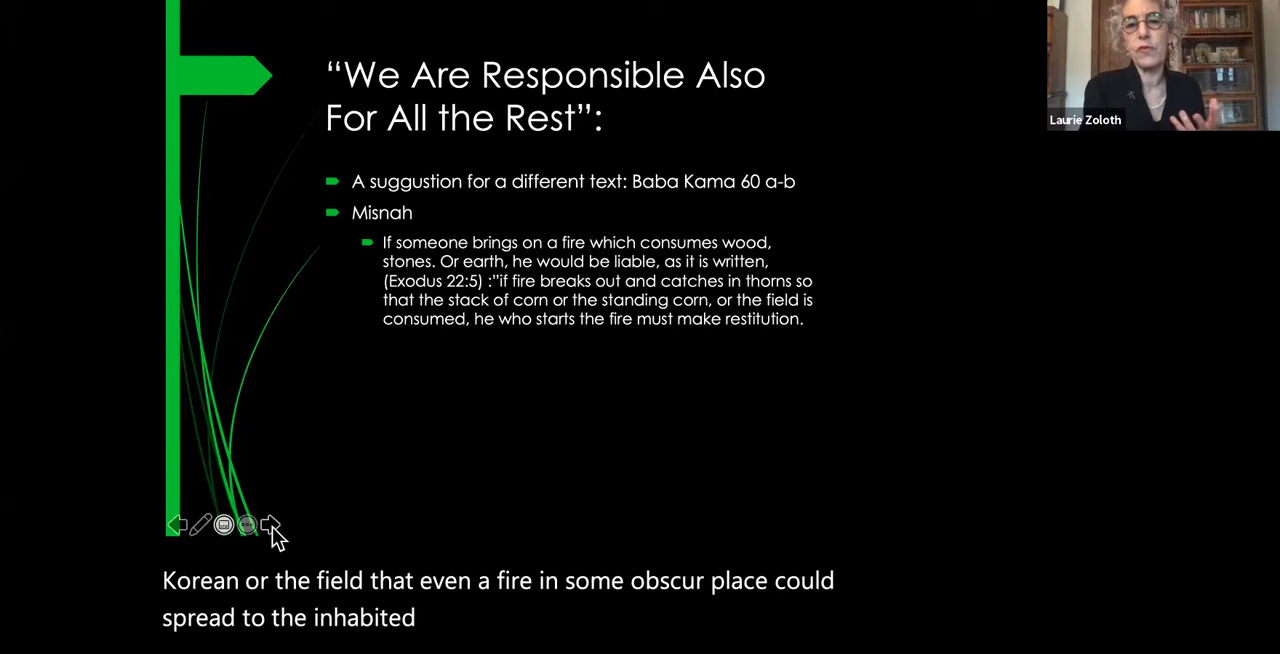 “We Are Responsible Also
For All the Rest”:
A suggustion for a different text: Baba Kama 60 a-b
Misnah
If someone brings on a fire which consumes wood,
stones. Or earth, he would be liable, as it is written,
(Exodus 22:5) :"if fire breaks out and catches in thorns so
that the stack of corn or the standing corn, or the field is
consumed, he who starts the fire must make restitution.
Laurie Zoloth
Korean or the field that even a fire in some obscur place could
spread to the inhabited